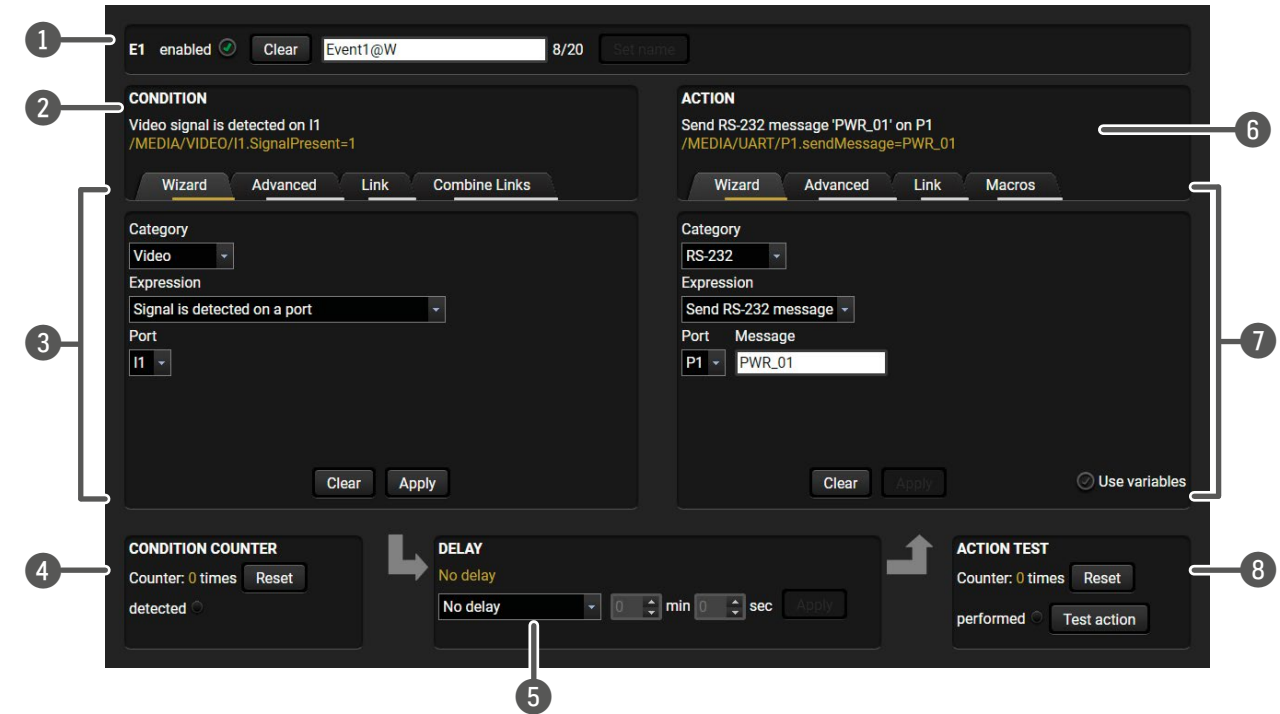 1
E1 enabled Clear Event1@W 8/20 Set name
2
CONDITION
Video signal is detected on I1
/MEDIA/VIDEO/I1.SignalPresent=1
Wizard Advanced Link Combine Links
3
Category
Video
Expression
Signal is detected on a port
Port
I1
Clear Apply
ACTION
Send RS-232 message 'PWR_01' on P1
/MEDIA/UART/P1.sendMessage=PWR_01
6
Wizard Advanced Link Macros
Category
RS-232
Expression
Send RS-232 message
Port Message
P1 PWR_01
7
Clear Apply Use variables
4
CONDITION COUNTER
Counter: 0 times Reset
detected
DELAY
No delay
No delay 0 min 0 sec Apply
5
ACTION TEST
Counter: 0 times Reset
performed Test action
8